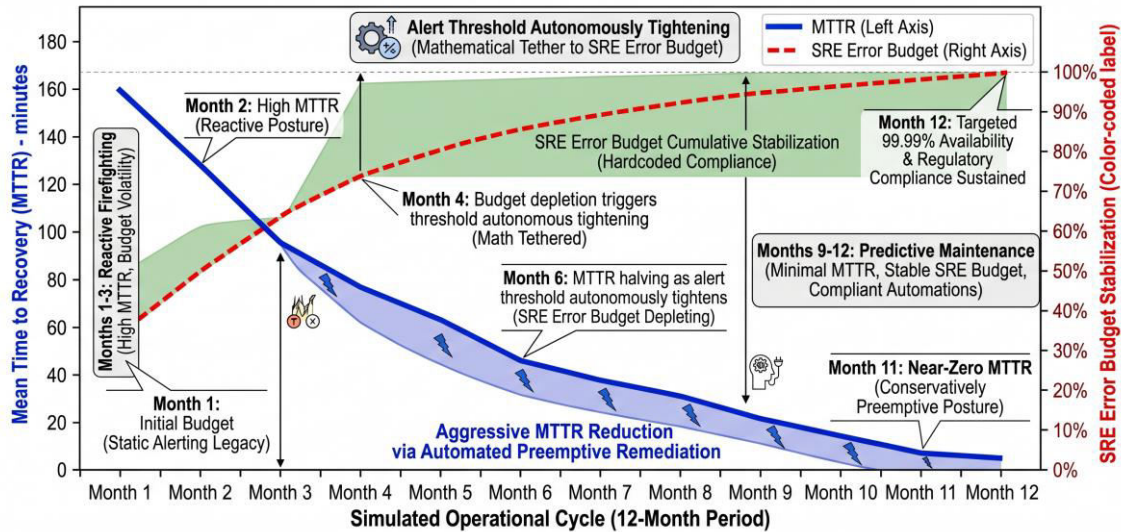 Alert Threshold Autonomously Tightening
(Mathematical Tether to SRE Error Budget)
MTTR (Left Axis)
SRE Error Budget (Right Axis)
Mean Time to Recovery (MTTR) - minutes
180
160
140
120
100
80
60
40
20
0
Months 1-3: Reactive Firefighting
(High MTTR, Budget Volatility)
Month 2: High MTTR
(Reactive Posture)
Month 1:
Initial Budget
(Static Alerting Legacy)
T
Month 4: Budget depletion triggers
threshold autonomous tightening
(Math Tethered)
SRE Error Budget Cumulative Stabilization
(Hardcoded Compliance)
Month 12: Targeted
99.99% Availability
& Regulatory
Compliance Sustained
Month 6: MTTR halving as alert
threshold autonomously tightens
(SRE Error Budget Depleting)
Months 9-12: Predictive Maintenance
(Minimal MTTR, Stable SRE Budget,
Compliant Automations)
Month 11: Near-Zero MTTR
(Conservatively
Preemptive Posture)
Aggressive MTTR Reduction
via Automated Preemptive Remediation
100%
90%
80%
70%
60%
50%
40%
30%
20%
10%
0%
SRE Error Budget Stabilization (Color-coded label)
Month 1 Month 2 Month 3 Month 4 Month 5 Month 6 Month 7 Month 8 Month 9 Month 10 Month 11 Month 12
Simulated Operational Cycle (12-Month Period)